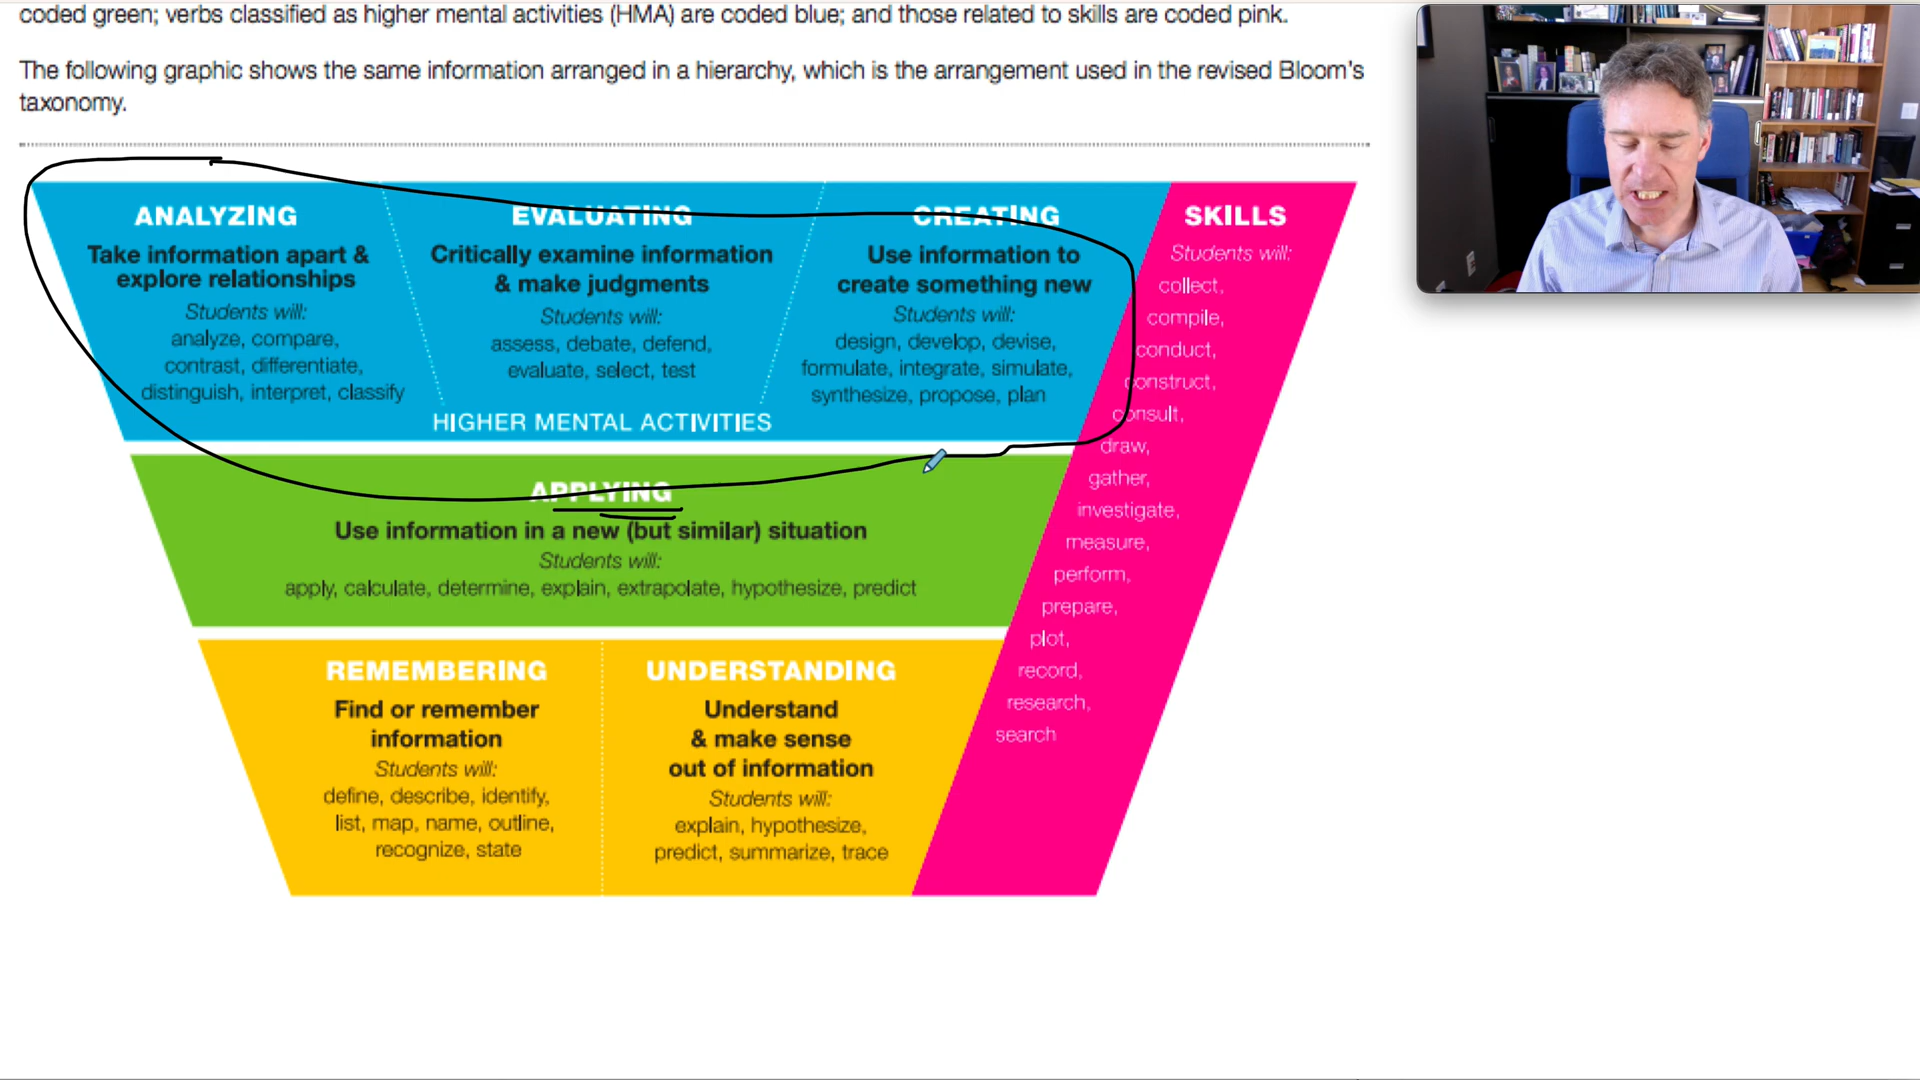 coded green; verbs classified as higher mental activities (HMA) are coded blue; and those related to skills are coded pink.
The following graphic shows the same information arranged in a hierarchy, which is the arrangement used in the revised Bloom's
taxonomy.
ANALYZING
Take information apart &
explore relationships
Students will:
analyze, compare,
contrast, differentiate,
distinguish, interpret, classify
EVALUATING
Critically examine information
& make judgments
Students will:
assess, debate, defend,
evaluate, select, test
CREATING
Use information to
create something new
Students will:
design, develop, devise,
formulate, integrate, simulate,
synthesize, propose, plan
HIGHER MENTAL ACTIVITIES
APPLYING
Use information in a new (but similar) situation
Students will:
apply, calculate, determine, explain, extrapolate, hypothesize, predict
REMEMBERING
Find or remember
information
Students will:
define, describe, identify,
list, map, name, outline,
recognize, state
UNDERSTANDING
Understand
& make sense
out of information
Students will:
explain, hypothesize,
predict, summarize, trace
SKILLS
Students will:
collect,
compile,
conduct,
construct,
consult,
draw,
gather,
investigate,
measure,
perform,
prepare,
plot,
record,
research,
search